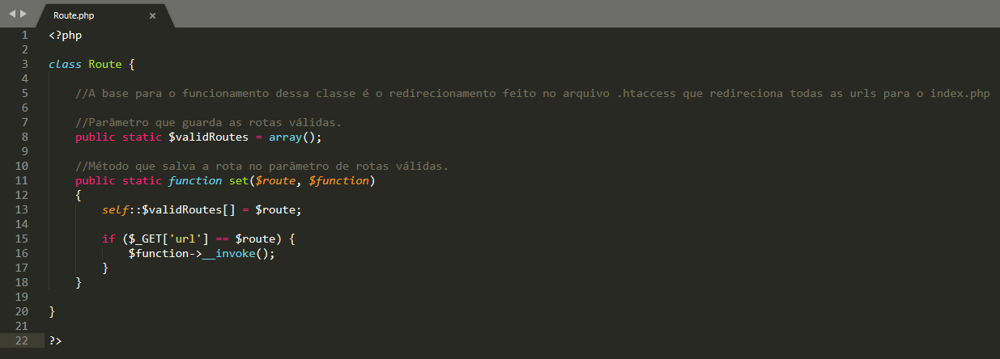 Route.php
1 <?php
2
3 class Route {
4
5 //A base para o funcionamento dessa classe é o redirecionamento feito no arquivo .htaccess que redireciona todas as urls para o index.php
6
7 //Parâmetro que guarda as rotas válidas.
8 public static $validRoutes = array();
9
10 //Método que salva a rota no parâmetro de rotas válidas.
11 public static function set($route, $function)
12 {
13 self::$validRoutes[] = $route;
14
15 if ($_GET['url'] == $route) {
16 $function->__invoke();
17 }
18 }
19
20 }
21
22 ?>